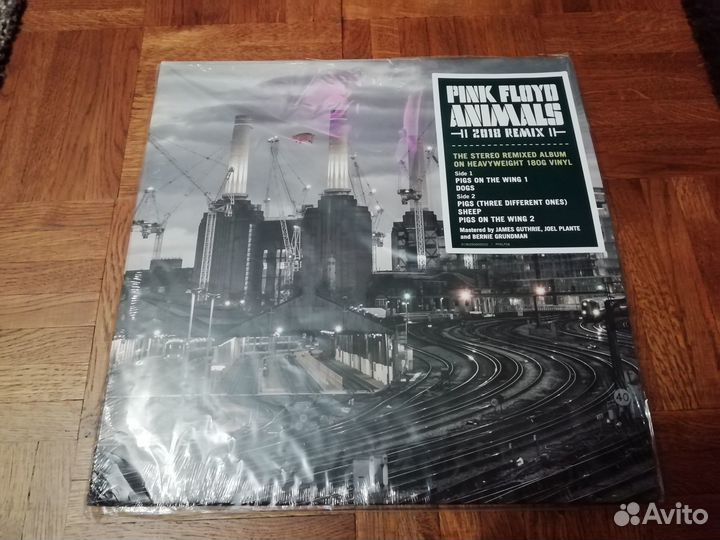 PINK FLOYD
ANIMALS
2018 REMIX
THE STEREO REMIXED ALBUM
ON HEAVYWEIGHT 180G VINYL
Side 1
PIGS ON THE WING 1
DOGS
Side 2
PIGS (THREE DIFFERENT ONES)
SHEEP
PIGS ON THE WING 2
Mastered by JAMES GUTHRIE, JOEL PLANTE
and BERNIE GRUNDMAN
40
Avito